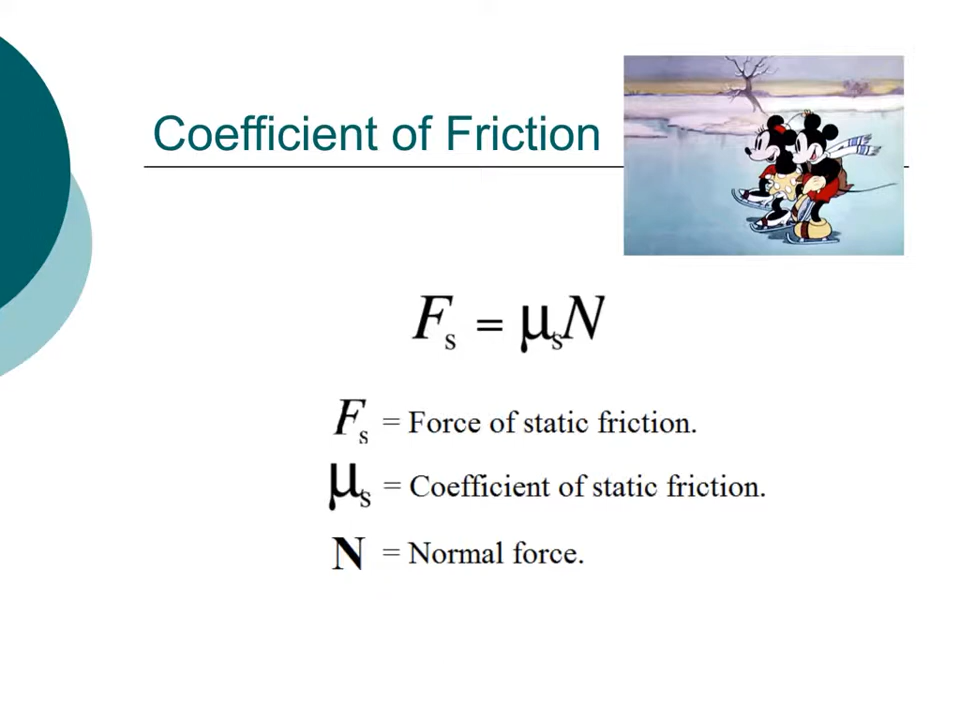 Coefficient of Friction
Fs = μsN
Fs = Force of static friction.
μs = Coefficient of static friction.
N = Normal force.